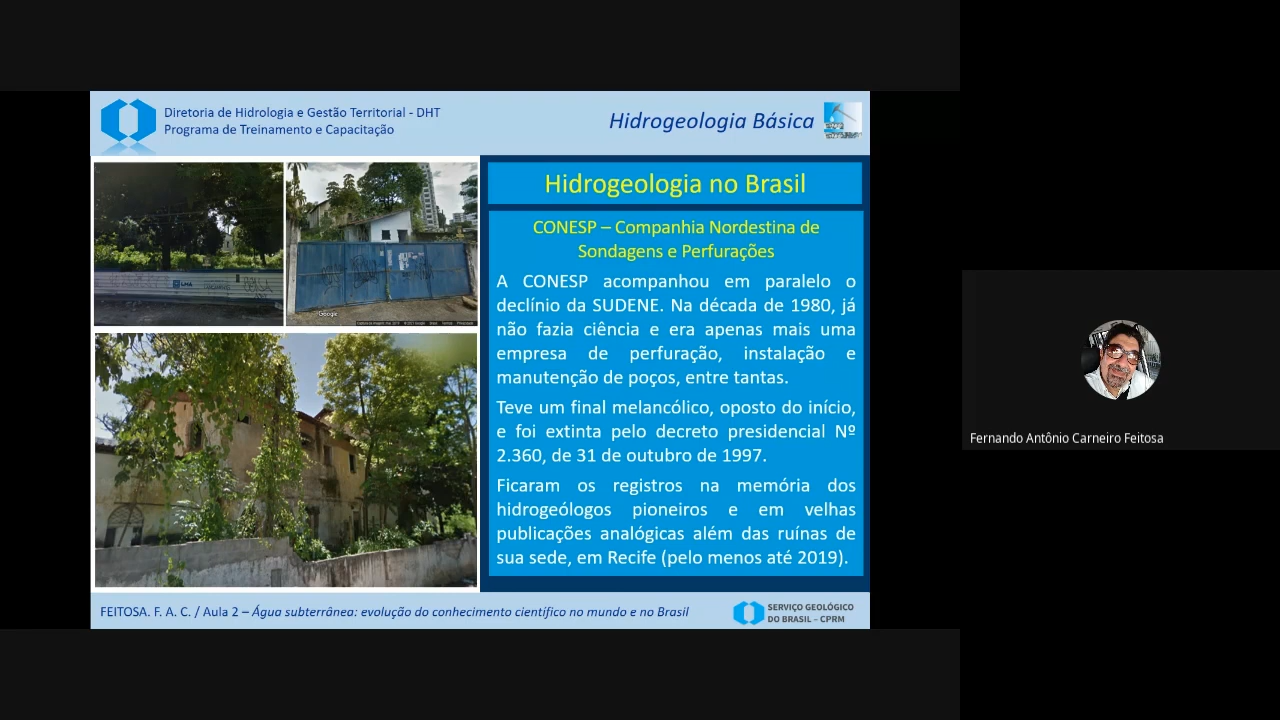 Diretoria de Hidrologia e Gestão Territorial - DHT
Programa de Treinamento e Capacitação
Hidrogeologia Básica
Hidrogeologia no Brasil
CONESP – Companhia Nordestina de
Sondagens e Perfurações
A CONESP acompanhou em paralelo o
declínio da SUDENE. Na década de 1980, já
não fazia ciência e era apenas mais uma
empresa de perfuração, instalação e
manutenção de poços, entre tantas.
Teve um final melancólico, oposto do início,
e foi extinta pelo decreto presidencial Nº
2.360, de 31 de outubro de 1997.
Ficaram os registros na memória dos
hidrogeólogos pioneiros e em velhas
publicações analógicas além das ruínas de
sua sede, em Recife (pelo menos até 2019).
Google
FEITOSA. F. A. C. / Aula 2 – Água subterrânea: evolução do conhecimento científico no mundo e no Brasil
SERVIÇO GEOLÓGICO
DO BRASIL – CPRM
Fernando Antônio Carneiro Feitosa